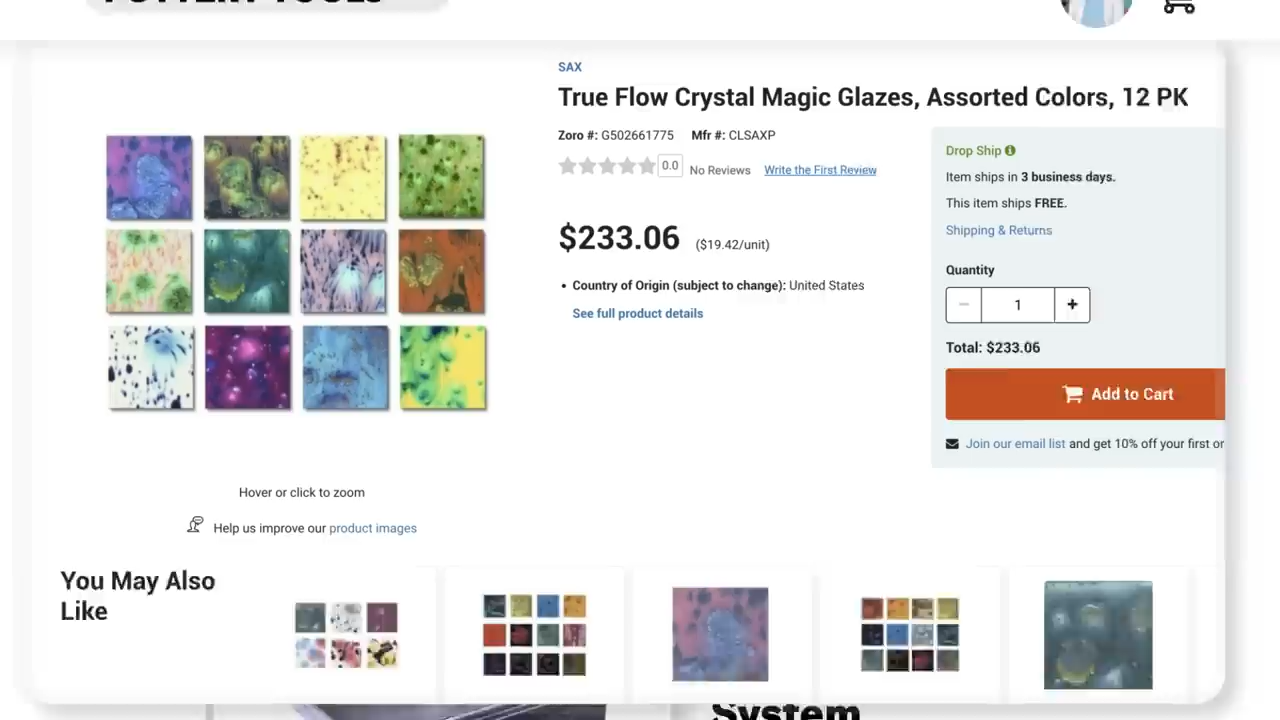 POTTERY TOOLS
SAX
True Flow Crystal Magic Glazes, Assorted Colors, 12 PK
Zoro #: G502661775 Mfr #: CLSAXP
0.0 No Reviews Write the First Review
$233.06 ($19.42/unit)
• Country of Origin (subject to change): United States
See full product details
Drop Ship
Item ships in 3 business days.
This item ships FREE.
Shipping & Returns
Quantity
− 1 +
Total: $233.06
Add to Cart
Join our email list and get 10% off your first or
Hover or click to zoom
Help us improve our product images
You May Also
Like
System